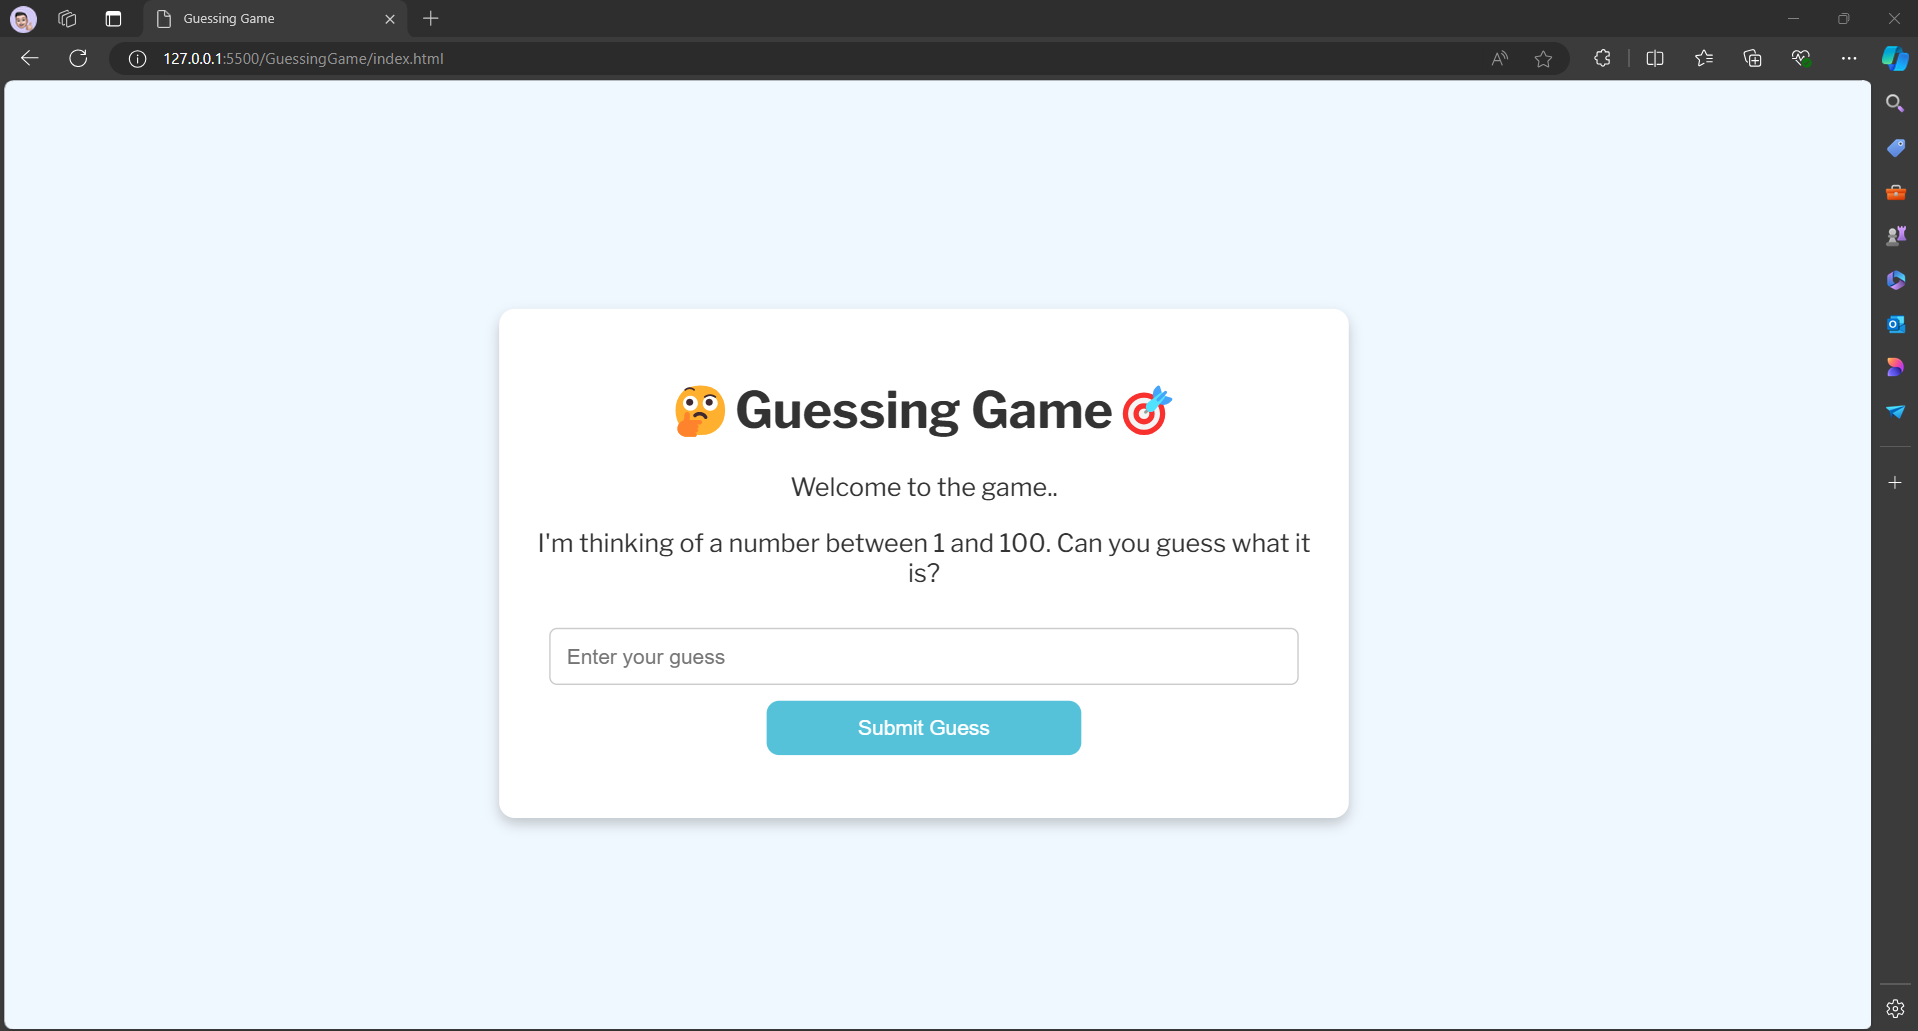 Guessing Game
127.0.0.1:5500/GuessingGame/index.html
🤔 Guessing Game 🎯
Welcome to the game..
I'm thinking of a number between 1 and 100. Can you guess what it
is?
Enter your guess
Submit Guess